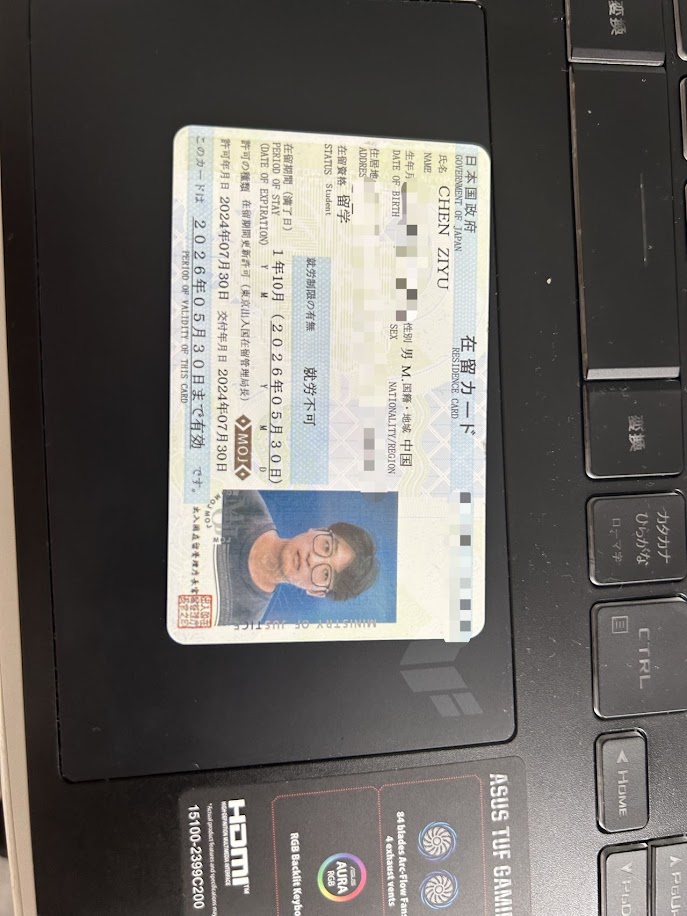 変換
変換
カタカナ
ひらがな
ローマ字
CTRL
HOME
PGUP
PGD
日本国政府
在留カード
GOVERNMENT OF JAPAN
RESIDENCE CARD
氏名 CHEN ZIYU
NAME
生年月 性別 男 M. 国籍・地域 中国
DATE OF BIRTH SEX NATIONALITY/REGION
住居地
ADDRES
在留資格 留学
STATUS Student
就労制限の有無 就労不可
在留期間（満了日）
PERIOD OF STAY
(DATE OF EXPIRATION)
1年10月 （2026年05月30日）
Y M Y M D
許可の種類 在留期間更新許可（東京出入国在留管理局長）
MOJ
許可年月日 2024年07月30日 交付年月日 2024年07月30日
このカードは 2026年05月30日まで有効 です。
PERIOD OF VALIDITY OF THIS CARD
MINISTRY OF JUSTICE
MOJ MOJ
出入国在留管理庁長官
ASUS TUF GAMI
84 blades Arc-Flow Fans
4 exhaust vents
ASUS
AURA
RGB
RGB Backlit Keybo
HDMI™
HIGH-DEFINITION MULTIMEDIA INTERFACE
*Actual product features and specifications may
15100-2399C200